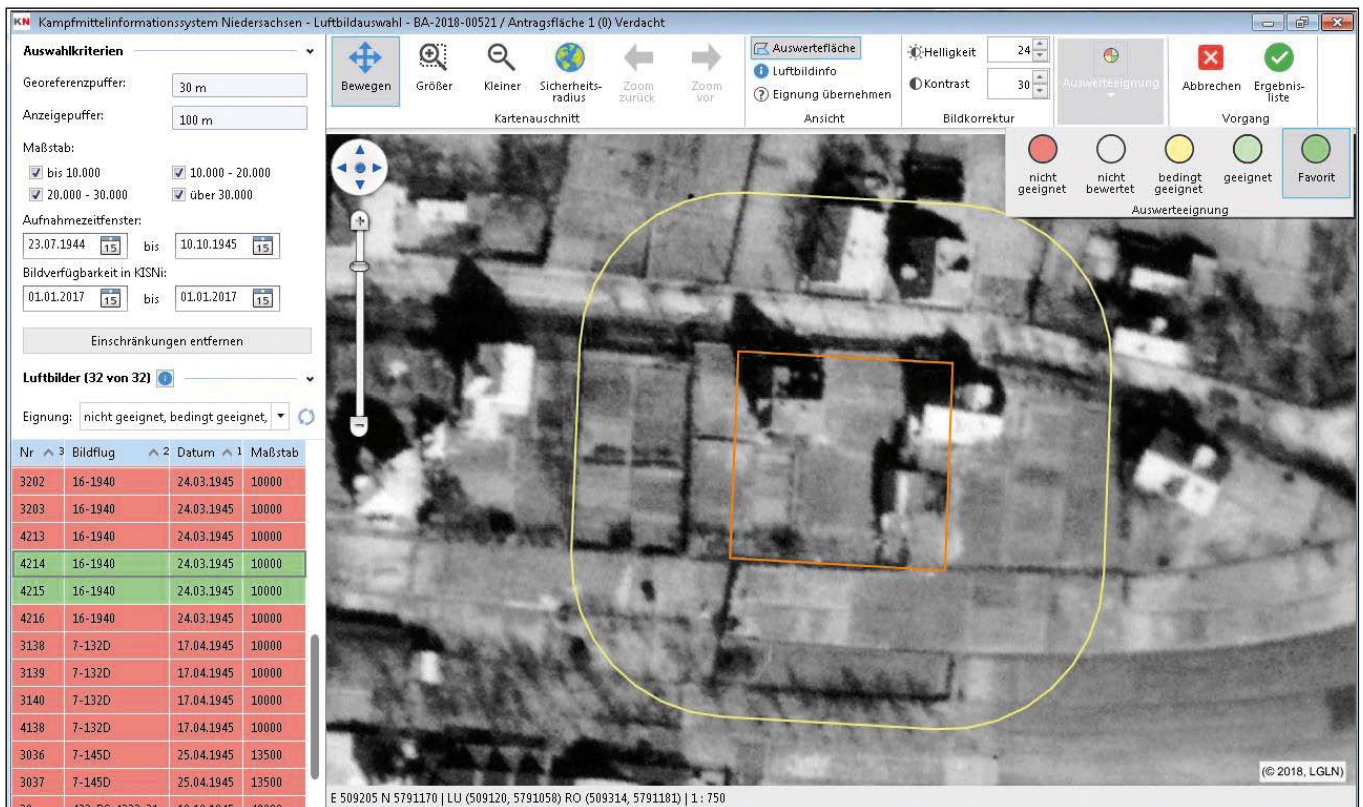 KN Kampfmittelinformationssystem Niedersachsen - Luftbildauswahl - BA-2018-00521 / Antragsfläche 1 (0) Verdacht
Auswahlkriterien
Georeferenzpuffer: 30 m
Anzeigepuffer: 100 m
Maßstab:
bis 10.000 10.000 - 20.000
20.000 - 30.000 über 30.000
Aufnahmezeitfenster:
23.07.1944 15 bis 10.10.1945 15
Bildverfügbarkeit in KISNi:
01.01.2017 15 bis 01.01.2017 15
Einschränkungen entfernen
Luftbilder (32 von 32)
Eignung: nicht geeignet, bedingt geeignet,
Nr 3 Bildflug 2 Datum 1 Maßstab
3202 16-1940 24.03.1945 10000
3203 16-1940 24.03.1945 10000
4213 16-1940 24.03.1945 10000
4214 16-1940 24.03.1945 10000
4215 16-1940 24.03.1945 10000
4216 16-1940 24.03.1945 10000
3138 7-132D 17.04.1945 10000
3139 7-132D 17.04.1945 10000
3140 7-132D 17.04.1945 10000
4138 7-132D 17.04.1945 10000
3036 7-145D 25.04.1945 13500
3037 7-145D 25.04.1945 13500
Bewegen
Größer
Kleiner
Sicherheits-
radius
Zoom
zurück
Zoom
vor
Kartenauschnitt
Auswertefläche
Luftbildinfo
Eignung übernehmen
Ansicht
Helligkeit 24
Kontrast 30
Bildkorrektur
Auswerteeignung
Abbrechen
Ergebnis-
liste
Vorgang
nicht
geeignet
nicht
bewertet
bedingt
geeignet
geeignet
Favorit
Auswerteeignung
(© 2018, LGLN)
E 509205 N 5791170 | LU (509120, 5791058) RO (509314, 5791181) | 1 : 750